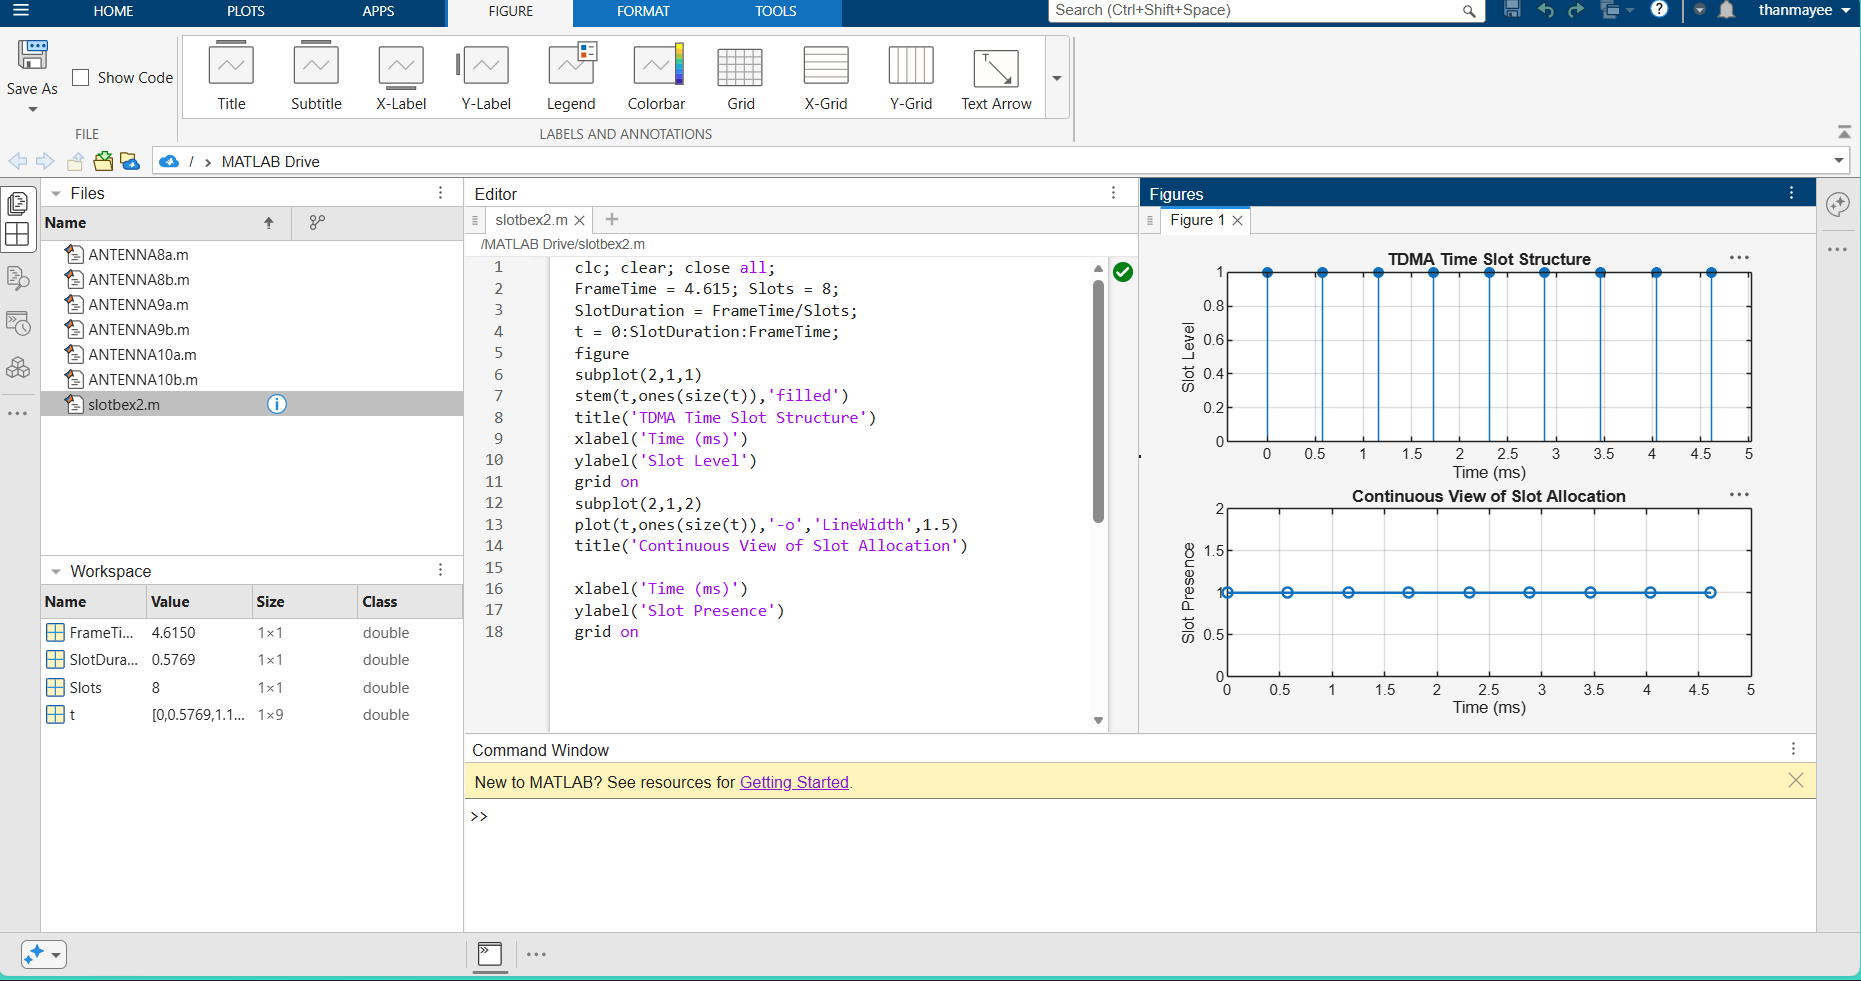 HOME PLOTS APPS FIGURE FORMAT TOOLS Search (Ctrl+Shift+Space) thanmayee
Save As
Show Code
Title Subtitle X-Label Y-Label Legend Colorbar Grid X-Grid Y-Grid Text Arrow
FILE LABELS AND ANNOTATIONS
/ › MATLAB Drive
Files
Name
ANTENNA8a.m
ANTENNA8b.m
ANTENNA9a.m
ANTENNA9b.m
ANTENNA10a.m
ANTENNA10b.m
slotbex2.m
Workspace
Name Value Size Class
FrameTi... 4.6150 1×1 double
SlotDura... 0.5769 1×1 double
Slots 8 1×1 double
t [0,0.5769,1.1... 1×9 double
Editor
slotbex2.m
/MATLAB Drive/slotbex2.m
1 clc; clear; close all;
2 FrameTime = 4.615; Slots = 8;
3 SlotDuration = FrameTime/Slots;
4 t = 0:SlotDuration:FrameTime;
5 figure
6 subplot(2,1,1)
7 stem(t,ones(size(t)),'filled')
8 title('TDMA Time Slot Structure')
9 xlabel('Time (ms)')
10 ylabel('Slot Level')
11 grid on
12 subplot(2,1,2)
13 plot(t,ones(size(t)),'-o','LineWidth',1.5)
14 title('Continuous View of Slot Allocation')
15
16 xlabel('Time (ms)')
17 ylabel('Slot Presence')
18 grid on
Figures
Figure 1
TDMA Time Slot Structure
Slot Level
1
0.8
0.6
0.4
0.2
0
0 0.5 1 1.5 2 2.5 3 3.5 4 4.5 5
Time (ms)
Continuous View of Slot Allocation
Slot Presence
2
1.5
1
0.5
0
0 0.5 1 1.5 2 2.5 3 3.5 4 4.5 5
Time (ms)
Command Window
New to MATLAB? See resources for Getting Started.
>>